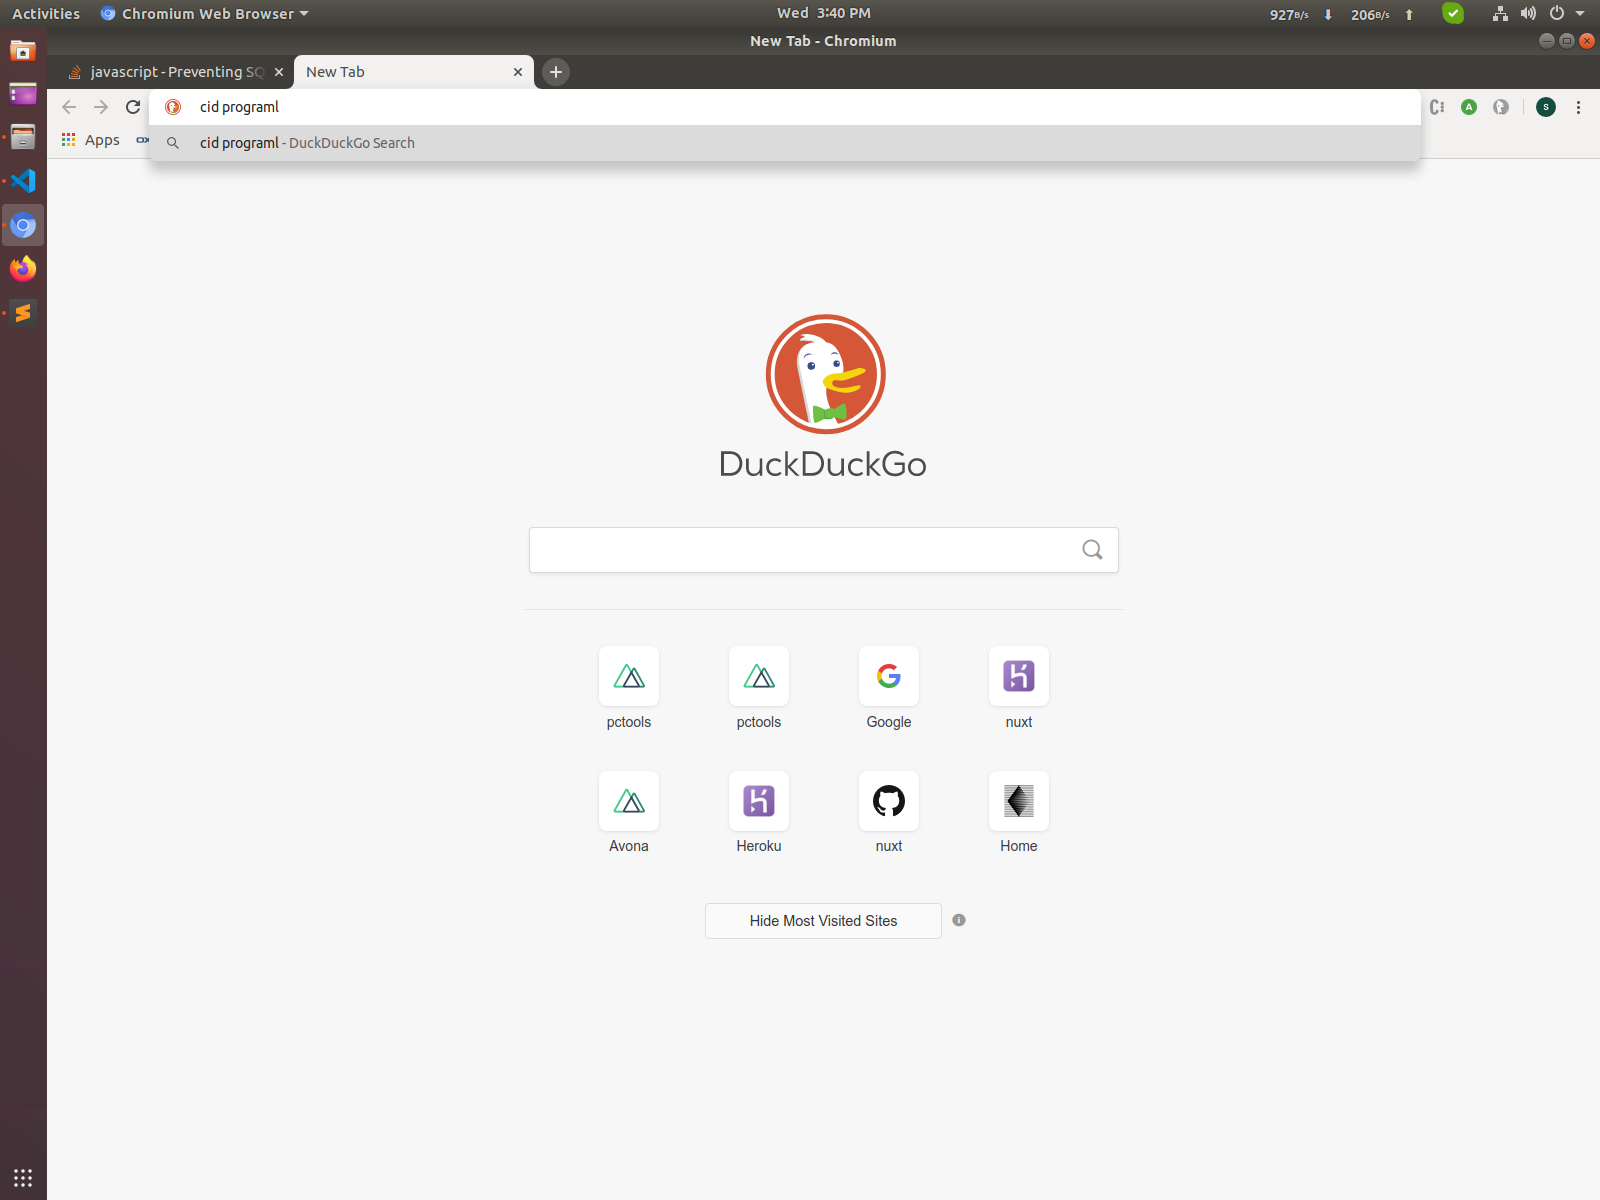 Activities Chromium Web Browser Wed 3:40 PM 927B/s 206B/s
New Tab - Chromium
javascript - Preventing SQ New Tab
cid programl
Apps cid programl - DuckDuckGo Search
DuckDuckGo
pctools pctools Google nuxt
Avona Heroku nuxt Home
Hide Most Visited Sites